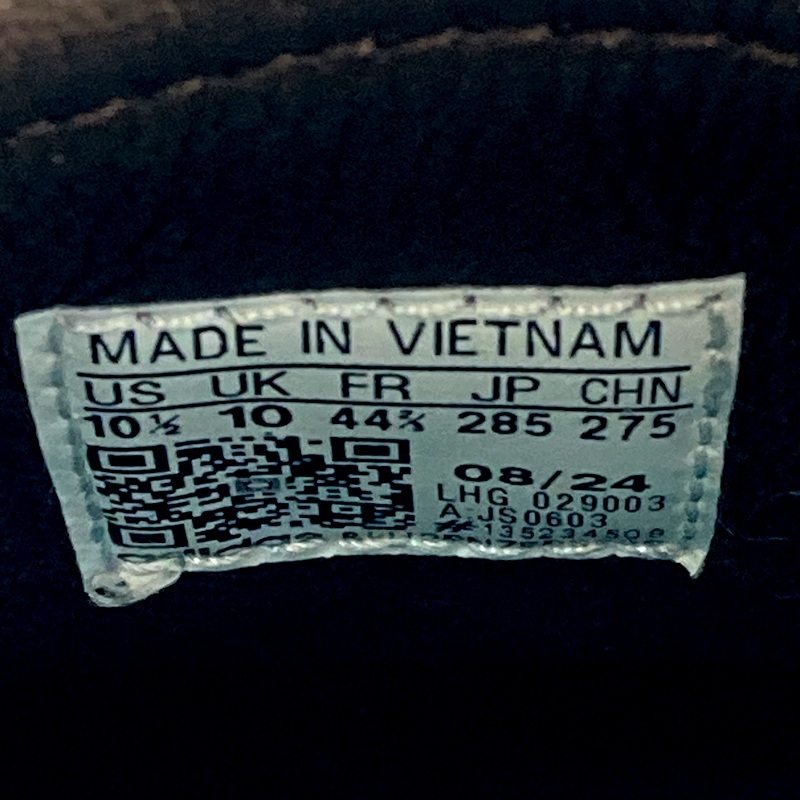 MADE IN VIETNAM
US UK FR JP CHN
10½ 10 44⅔ 285 275
08/24
LHG 029003
A JS0603
adidas